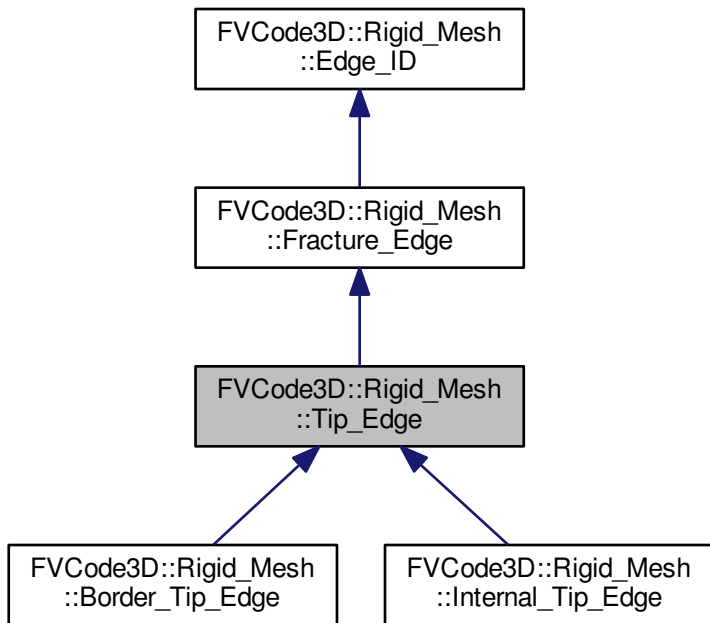 FVCode3D::Rigid_Mesh
::Edge_ID
FVCode3D::Rigid_Mesh
::Fracture_Edge
FVCode3D::Rigid_Mesh
::Tip_Edge
FVCode3D::Rigid_Mesh
::Border_Tip_Edge
FVCode3D::Rigid_Mesh
::Internal_Tip_Edge